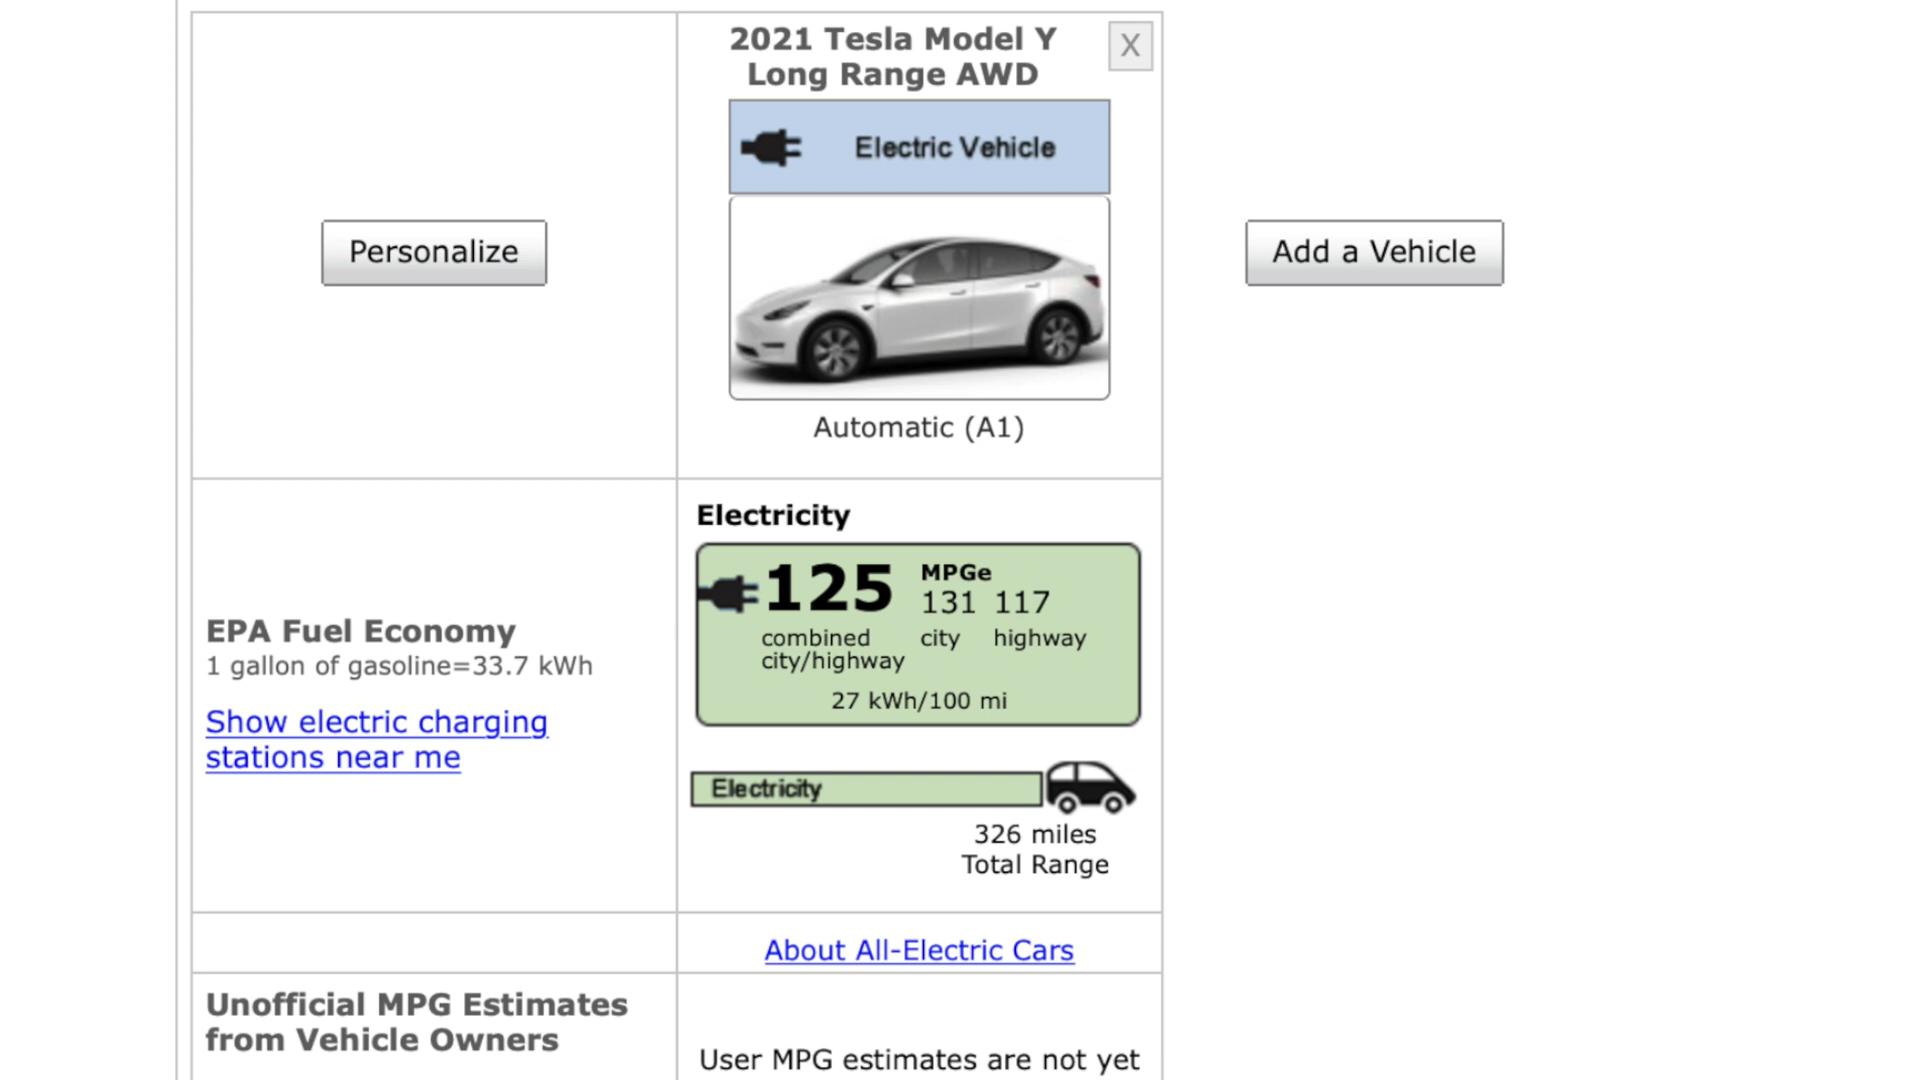 2021 Tesla Model Y
Long Range AWD
X
Electric Vehicle
Personalize
Add a Vehicle
Automatic (A1)
Electricity
125
MPGe
131 117
combined
city/highway
city highway
27 kWh/100 mi
EPA Fuel Economy
1 gallon of gasoline=33.7 kWh
Show electric charging
stations near me
Electricity
326 miles
Total Range
About All-Electric Cars
Unofficial MPG Estimates
from Vehicle Owners
User MPG estimates are not yet